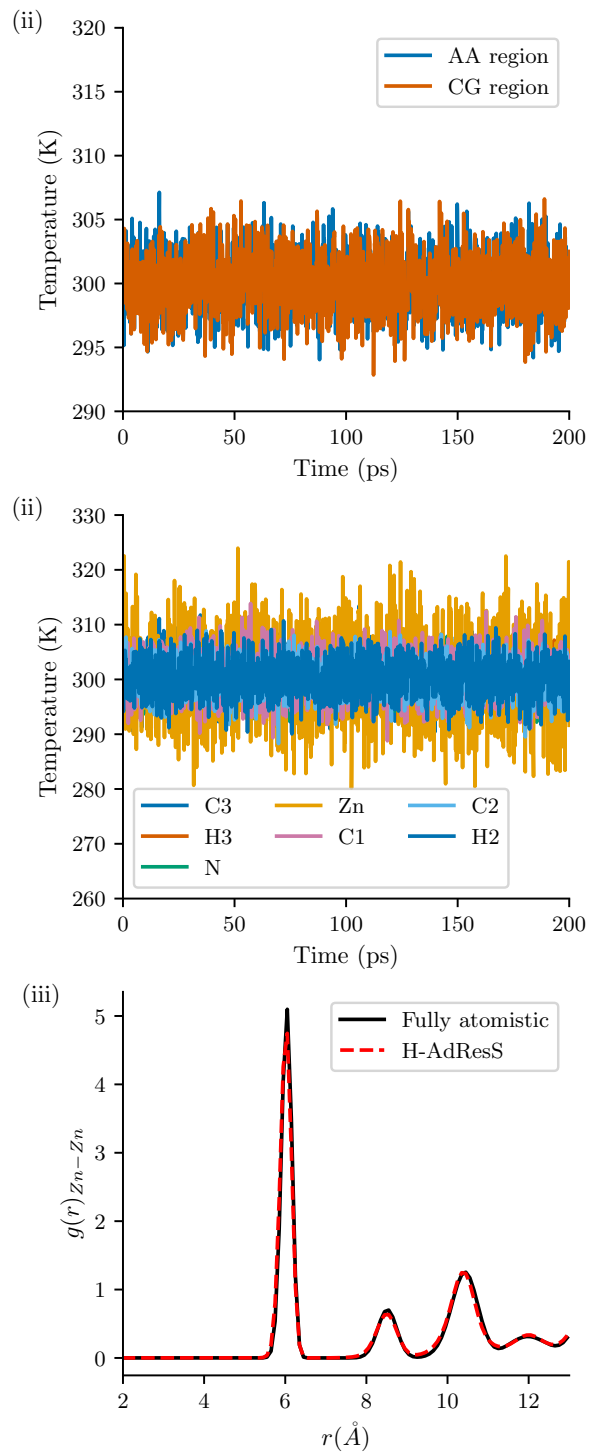 (ii)
320
315
310
305
300
295
290
Temperature (K)
AA region
CG region
0 50 100 150 200
Time (ps)
(ii)
330
320
310
300
290
280
270
260
Temperature (K)
C3 Zn C2
H3 C1 H2
N
0 50 100 150 200
Time (ps)
(iii)
5
4
3
2
1
0
g(r)Zn−Zn
Fully atomistic
H-AdResS
2 4 6 8 10 12
r(Å)